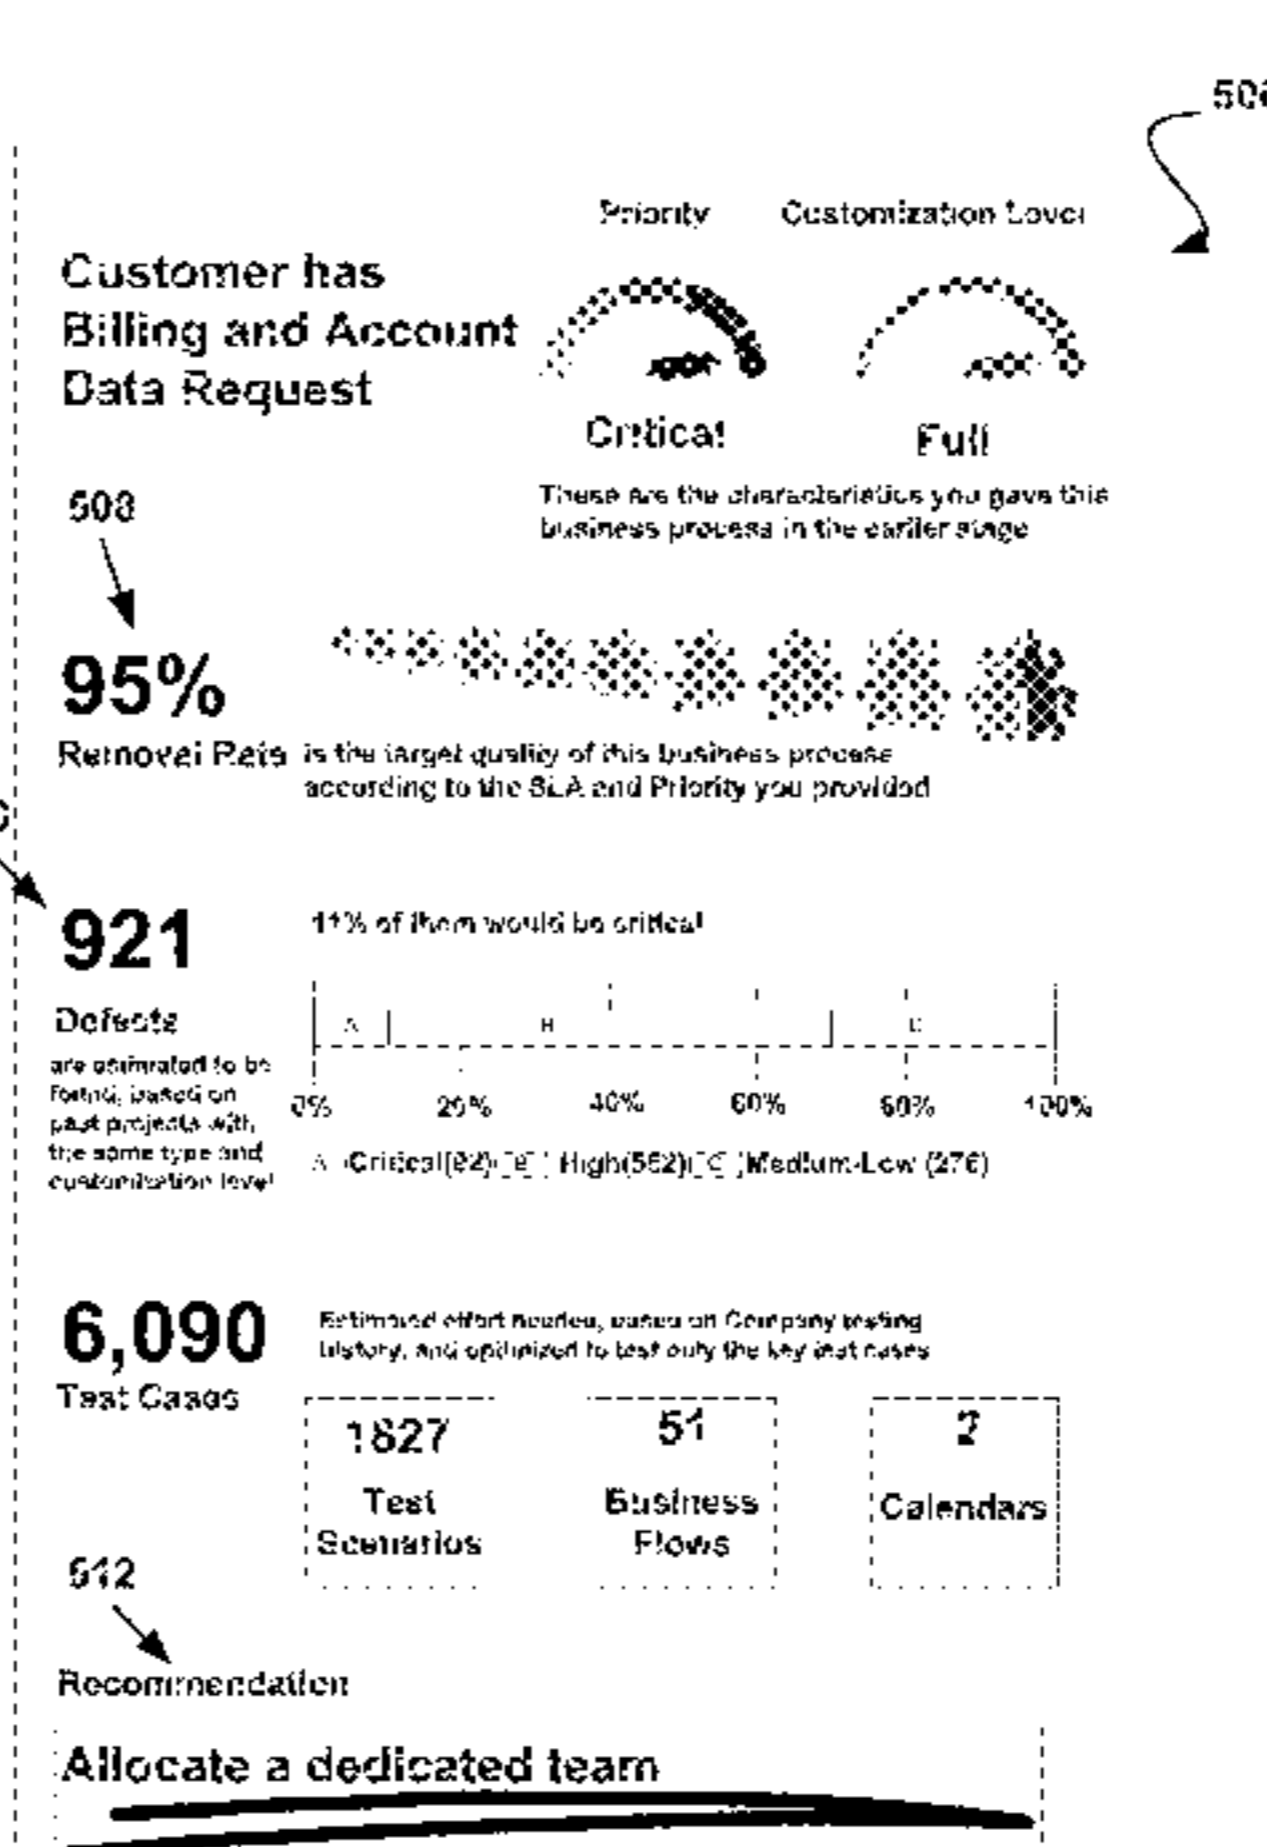 Priority Customization Level
Customer has
Billing and Account
Data Request
Critical Full
These are the characteristics you gave this
business process in the earlier stage
508
95%
Removal Rate is the target quality of this business process
according to the SLA and Priority you provided
921
11% of them would be critical
Defects
are estimated to be
found, based on
past projects with
the same type and
customization level
A B C
0% 20% 40% 60% 80% 100%
A Critical(92) B High(552) C Medium-Low (276)
6,090
Test Cases
Estimated effort needed, based on Company testing
history, and optimized to test only the key test cases
1827 51 2
Test
Scenarios
Business
Flows
Calendars
512
Recommendation
Allocate a dedicated team